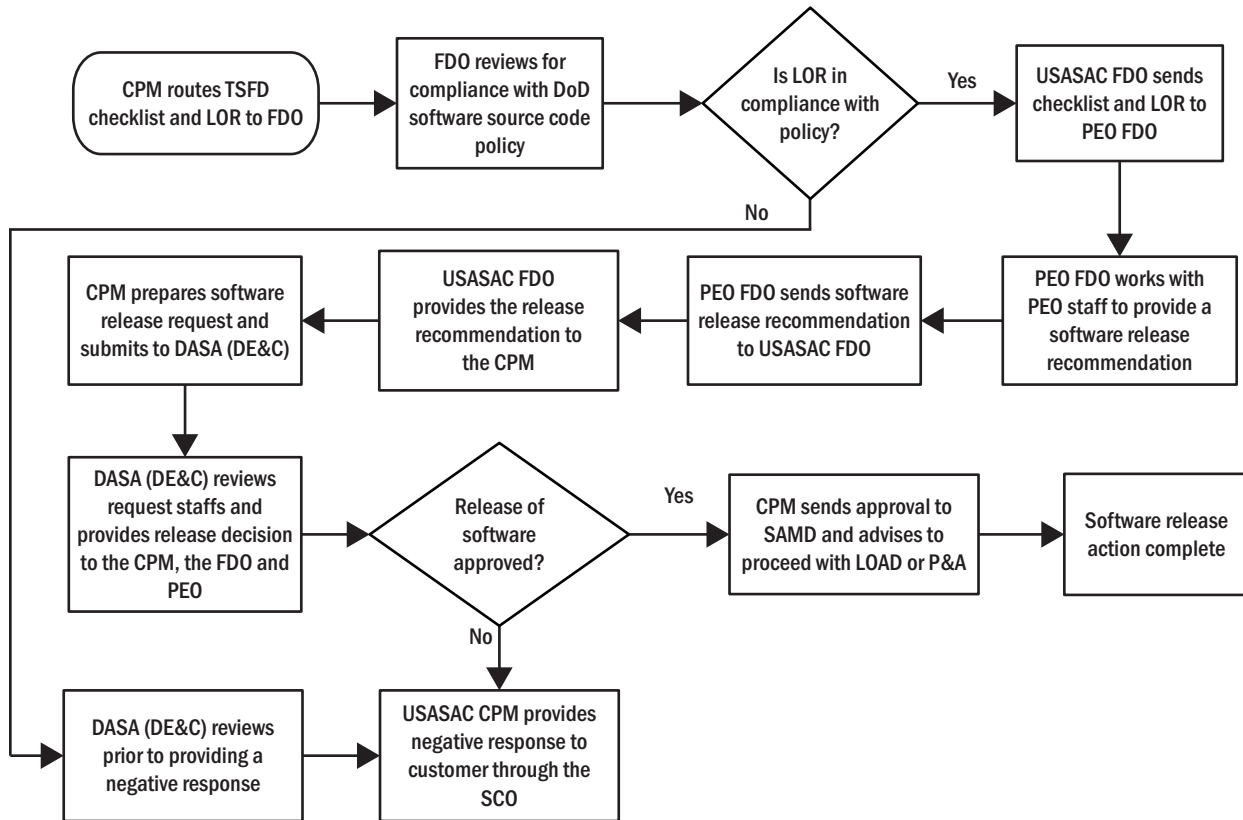 CPM routes TSFD
checklist and LOR to FDO
FDO reviews for
compliance with DoD
software source code
policy
Is LOR in
compliance with
policy?
Yes
USASAC FDO sends
checklist and LOR to
PEO FDO
No
CPM prepares software
release request and
submits to DASA (DE&C)
USASAC FDO
provides the release
recommendation to
the CPM
PEO FDO sends software
release recommendation
to USASAC FDO
PEO FDO works with
PEO staff to provide a
software release
recommendation
DASA (DE&C) reviews
request staffs and
provides release decision
to the CPM, the FDO and
PEO
Release of
software
approved?
Yes
CPM sends approval to
SAMD and advises to
proceed with LOAD or P&A
Software release
action complete
No
DASA (DE&C) reviews
prior to providing a
negative response
USASAC CPM provides
negative response to
customer through the
SCO